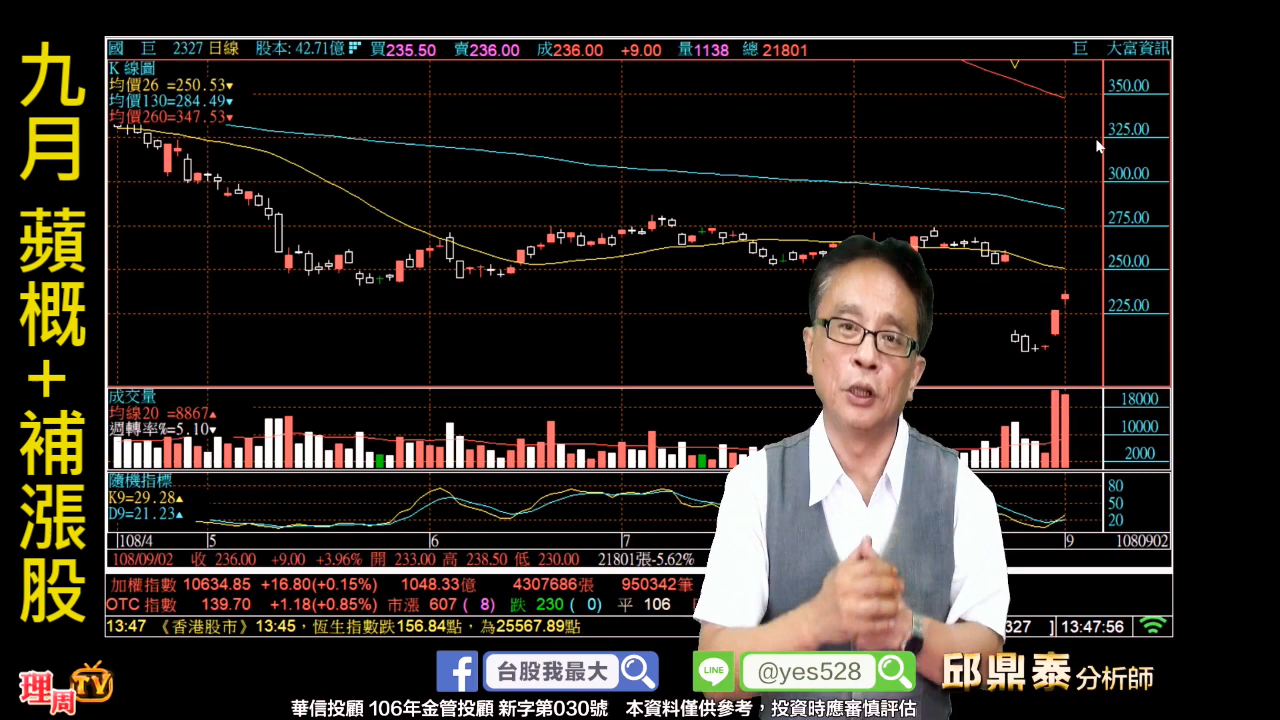 九月蘋概+補漲股
國 巨 2327日線 股本: 42.71億 買235.50 賣236.00 成236.00 +9.00 量1138 總 21801 巨 大富資訊
K 線圖
均價26 =250.53▼
均價130=284.49▼
均價260=347.53▼
350.00
325.00
300.00
275.00
250.00
225.00
成交量
均線20 =8867▲
週轉率%=5.10▼
18000
10000
2000
隨機指標
K9=29.28▲
D9=21.23▲
80
50
20
108/4 5 6 7 9 1080902
108/09/02 收 236.00 +9.00 +3.96% 開 233.00 高 238.50 低 230.00 21801張-5.62%
加權指數 10634.85 +16.80(+0.15%) 1048.33億 4307686張 950342筆
OTC 指數 139.70 +1.18(+0.85%) 市漲 607 ( 8) 跌 230 ( 0) 平 106
13:47 《香港股市》13:45，恆生指數跌156.84點，為25567.89點 327 ] 13:47:56
理周TV
台股我最大
LINE
@yes528
邱鼎泰分析師
華信投顧 106年金管投顧 新字第030號 本資料僅供參考，投資時應審慎評估